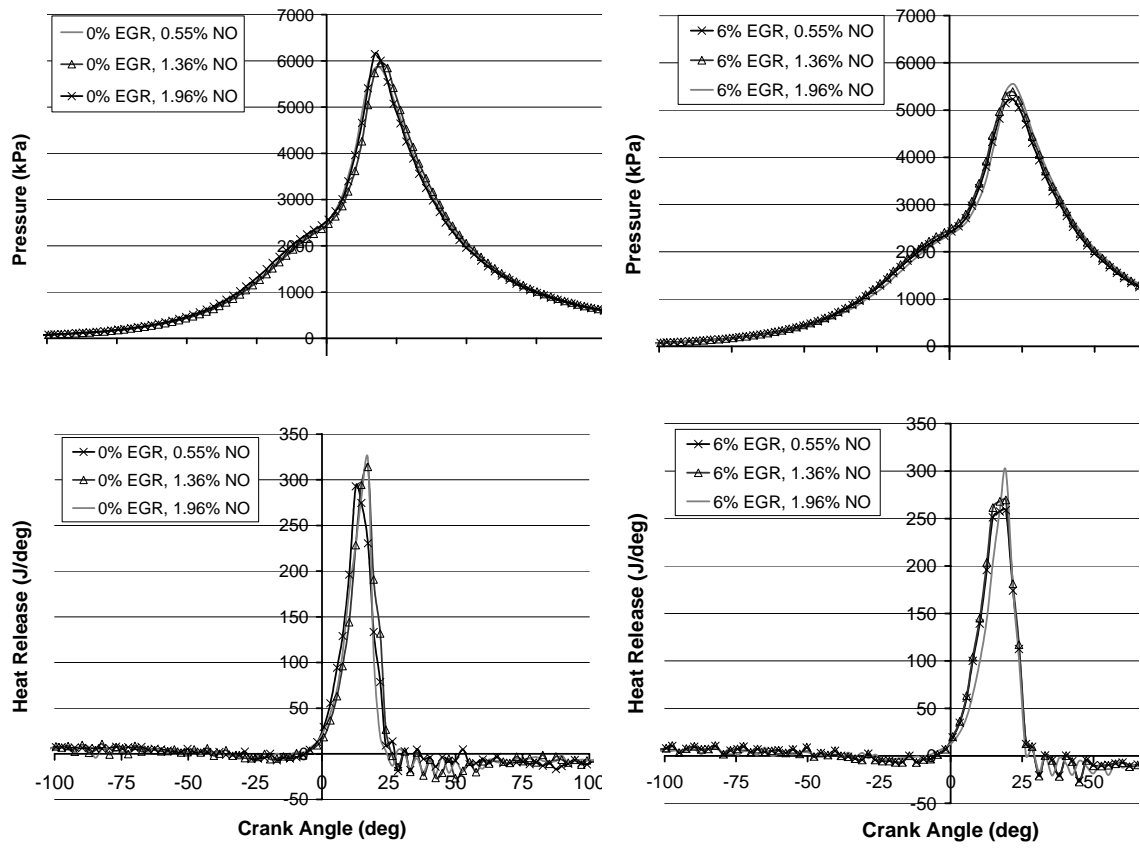 0% EGR, 0.55% NO
0% EGR, 1.36% NO
0% EGR, 1.96% NO
7000
6000
5000
4000
3000
2000
1000
0
Pressure (kPa)
6% EGR, 0.55% NO
6% EGR, 1.36% NO
6% EGR, 1.96% NO
7000
6000
5000
4000
3000
2000
1000
0
Pressure (kPa)
0% EGR, 0.55% NO
0% EGR, 1.36% NO
0% EGR, 1.96% NO
350
300
250
200
150
100
50
0
-50
-100
-75
-50
-25
0
25
50
75
100
Heat Release (J/deg)
Crank Angle (deg)
6% EGR, 0.55% NO
6% EGR, 1.36% NO
6% EGR, 1.96% NO
350
300
250
200
150
100
50
0
-50
-100
-75
-50
-25
0
25
50
Heat Release (J/deg)
Crank Angle (deg)